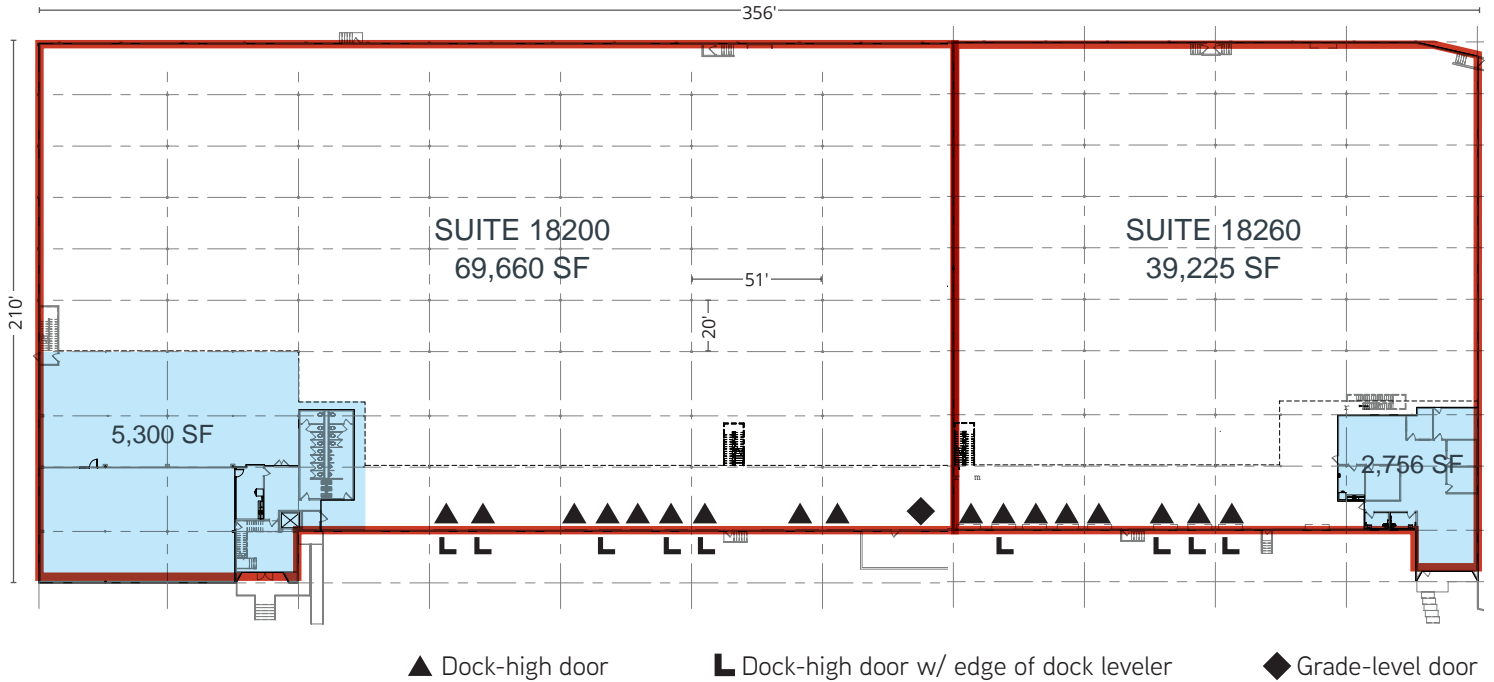 356'
210'
SUITE 18200
69,660 SF
SUITE 18260
39,225 SF
51'
20'
5,300 SF
2,756 SF
m
Dock-high door
L Dock-high door w/ edge of dock leveler
Grade-level door